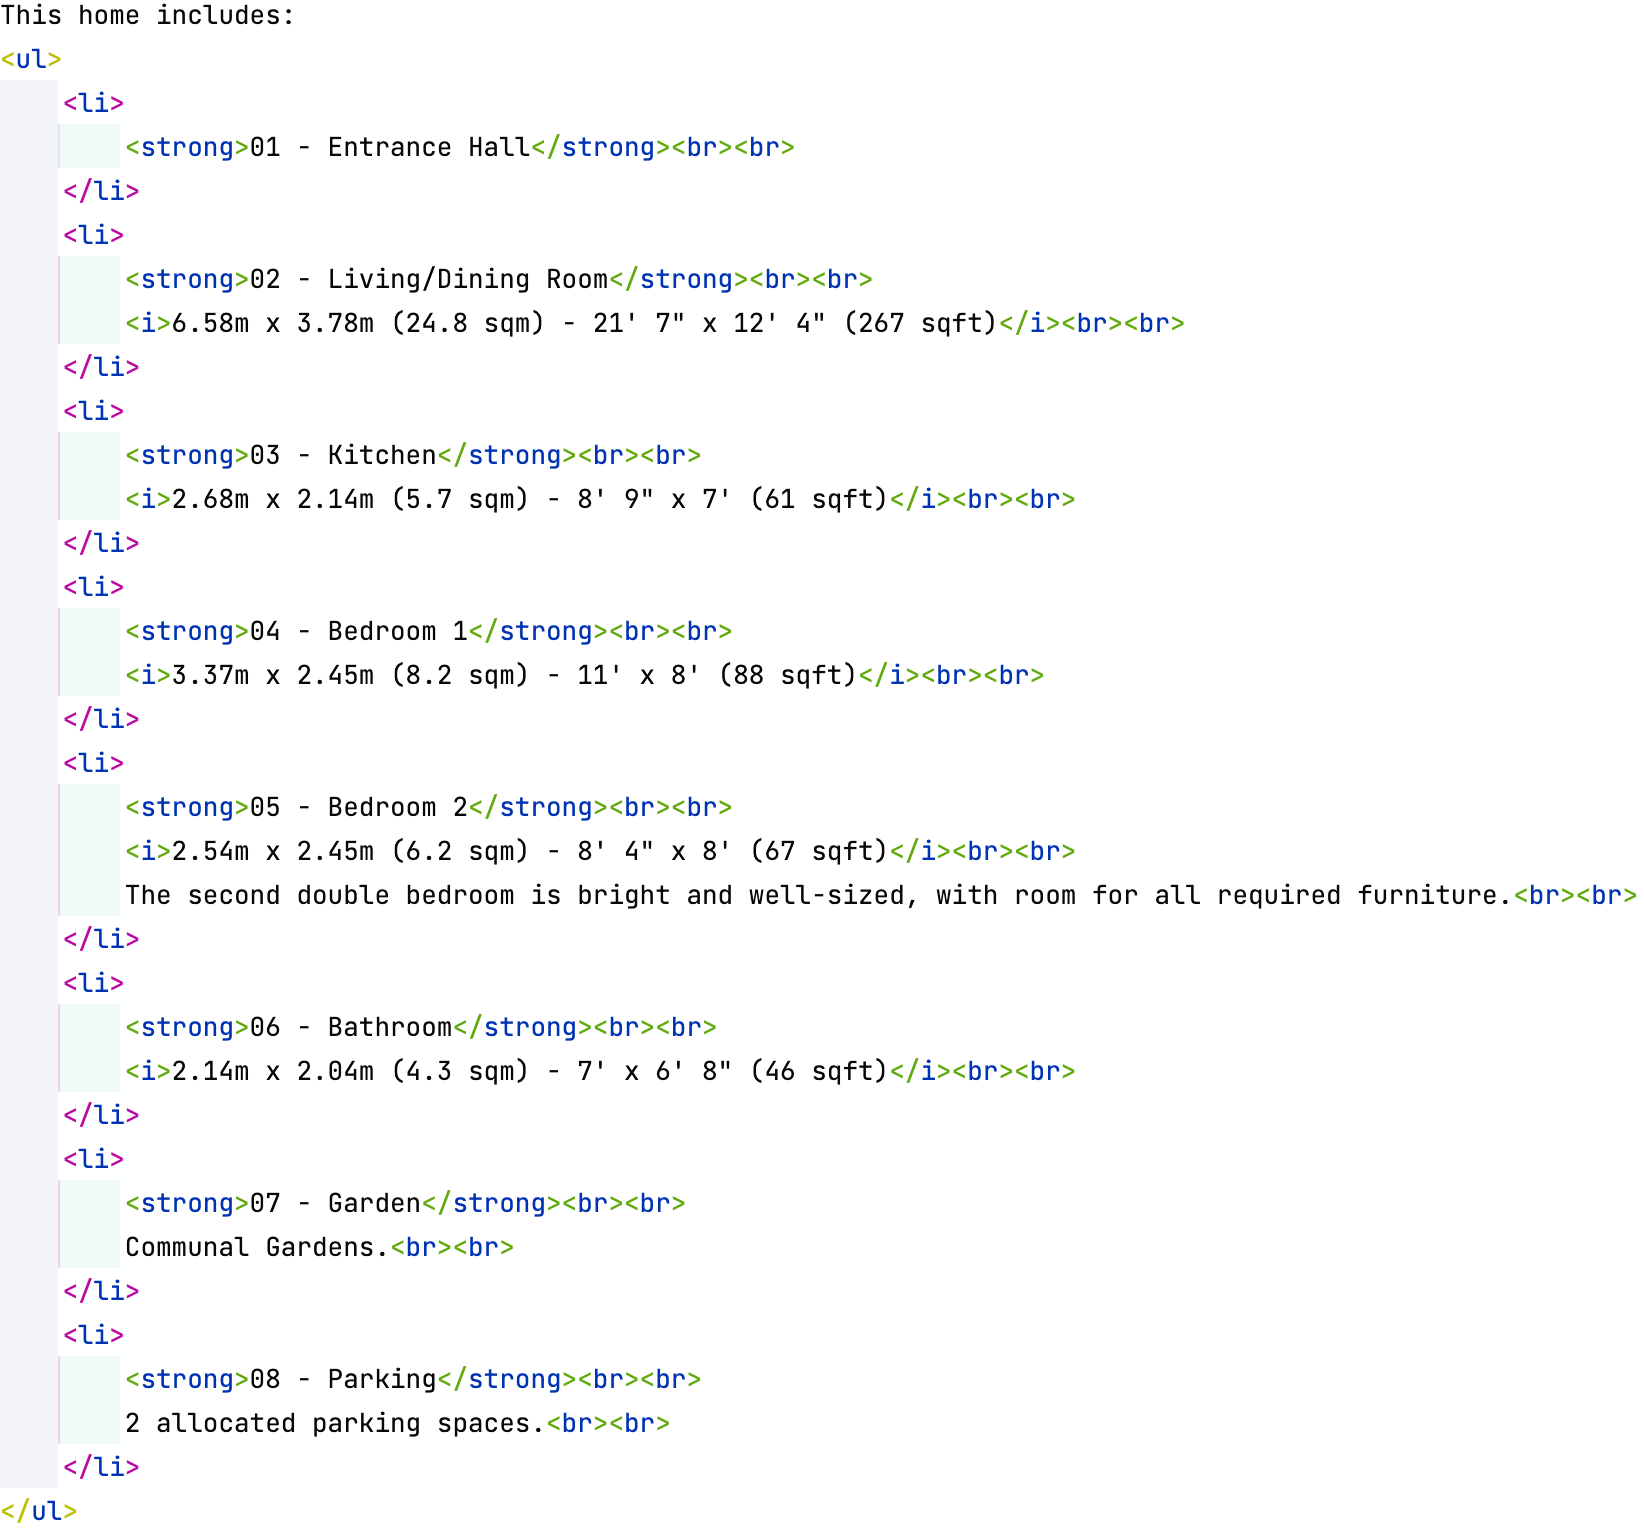 This home includes:
<ul>
<li>
<strong>01 - Entrance Hall</strong><br><br>
</li>
<li>
<strong>02 - Living/Dining Room</strong><br><br>
<i>6.58m x 3.78m (24.8 sqm) - 21' 7" x 12' 4" (267 sqft)</i><br><br>
</li>
<li>
<strong>03 - Kitchen</strong><br><br>
<i>2.68m x 2.14m (5.7 sqm) - 8' 9" x 7' (61 sqft)</i><br><br>
</li>
<li>
<strong>04 - Bedroom 1</strong><br><br>
<i>3.37m x 2.45m (8.2 sqm) - 11' x 8' (88 sqft)</i><br><br>
</li>
<li>
<strong>05 - Bedroom 2</strong><br><br>
<i>2.54m x 2.45m (6.2 sqm) - 8' 4" x 8' (67 sqft)</i><br><br>
The second double bedroom is bright and well-sized, with room for all required furniture.<br><br>
</li>
<li>
<strong>06 - Bathroom</strong><br><br>
<i>2.14m x 2.04m (4.3 sqm) - 7' x 6' 8" (46 sqft)</i><br><br>
</li>
<li>
<strong>07 - Garden</strong><br><br>
Communal Gardens.<br><br>
</li>
<li>
<strong>08 - Parking</strong><br><br>
2 allocated parking spaces.<br><br>
</li>
</ul>